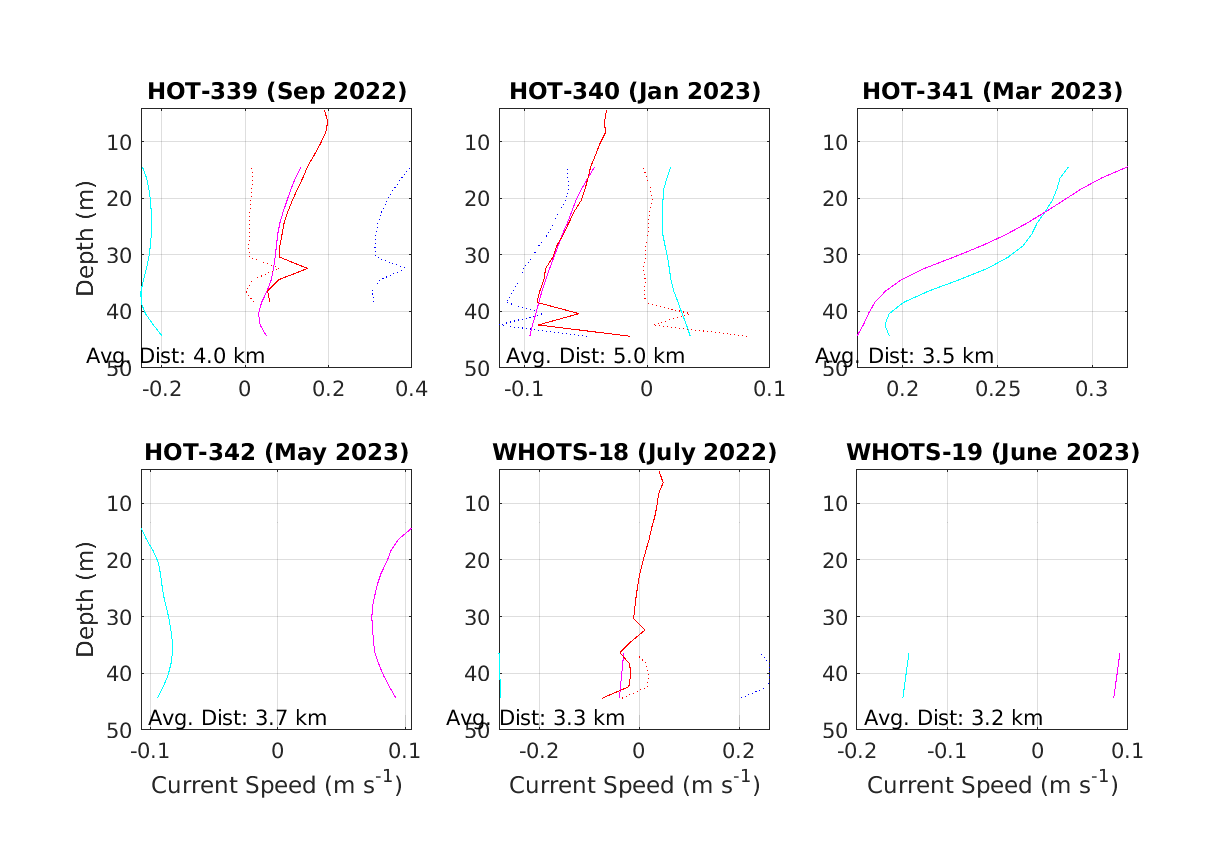 HOT-339 (Sep 2022)
HOT-340 (Jan 2023)
HOT-341 (Mar 2023)
Depth (m)
10
20
30
40
50
Avg. Dist: 4.0 km
-0.2
0
0.2
0.4
10
20
30
40
50
Avg. Dist: 5.0 km
-0.1
0
0.1
10
20
30
40
50
Avg. Dist: 3.5 km
0.2
0.25
0.3
HOT-342 (May 2023)
WHOTS-18 (July 2022)
WHOTS-19 (June 2023)
Depth (m)
10
20
30
40
50
Avg. Dist: 3.7 km
-0.1
0
0.1
Current Speed (m s-1)
10
20
30
40
50
Avg. Dist: 3.3 km
-0.2
0
0.2
Current Speed (m s-1)
10
20
30
40
50
Avg. Dist: 3.2 km
-0.2
-0.1
0
0.1
Current Speed (m s-1)